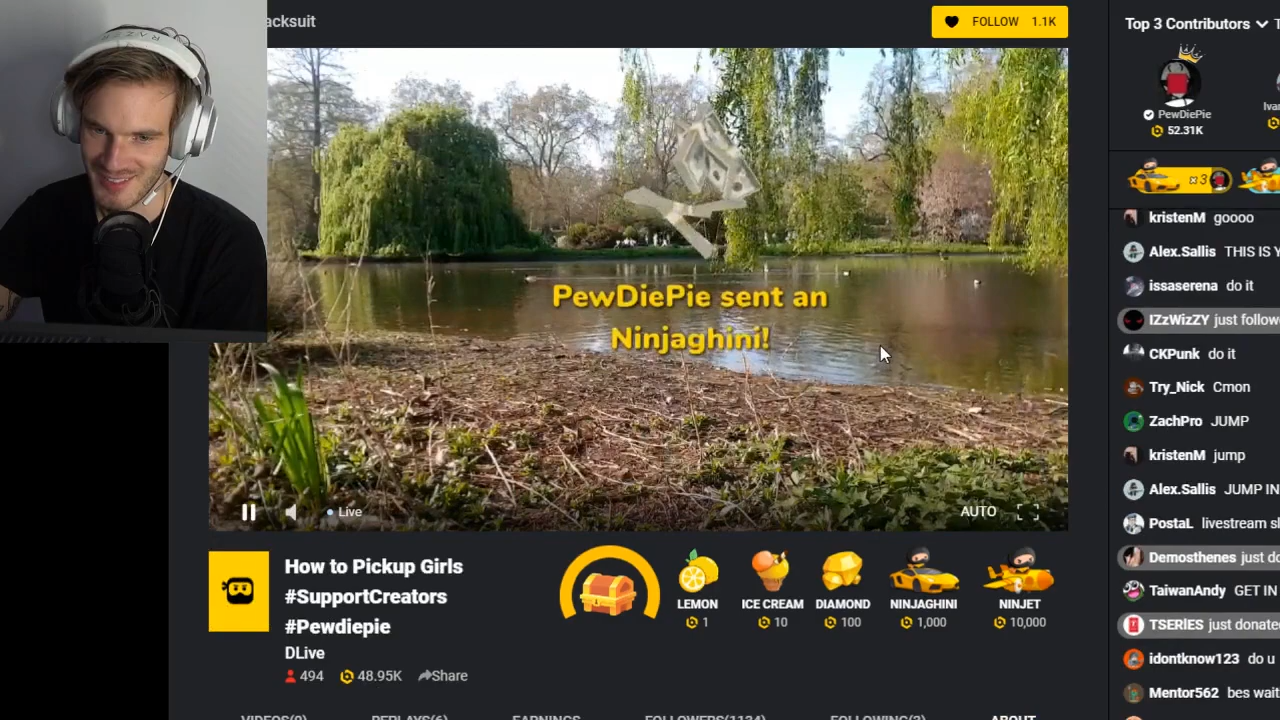 acksuit
FOLLOW 1.1K
Top 3 Contributors
RAZER
PewDiePie
52.31K
× 3
PewDiePie sent an
Ninjaghini!
kristenM goooo
Alex.Sallis THIS IS Y
issaserena do it
IZzWizZY just follow
CKPunk do it
Try_Nick Cmon
ZachPro JUMP
kristenM jump
Alex.Sallis JUMP IN
PostaL livestream s
Demosthenes just do
TaiwanAndy GET IN
TSERIES just donate
idontknow123 do u
Mentor562 bes wait
Live
AUTO
How to Pickup Girls
#SupportCreators
#Pewdiepie
DLive
494 48.95K Share
LEMON ICE CREAM DIAMOND NINJAGHINI NINJET
1 10 100 1,000 10,000
VIDEOS(0) REPLAYS(6) EARNINGS FOLLOWERS(1134) FOLLOWING(3) ABOUT